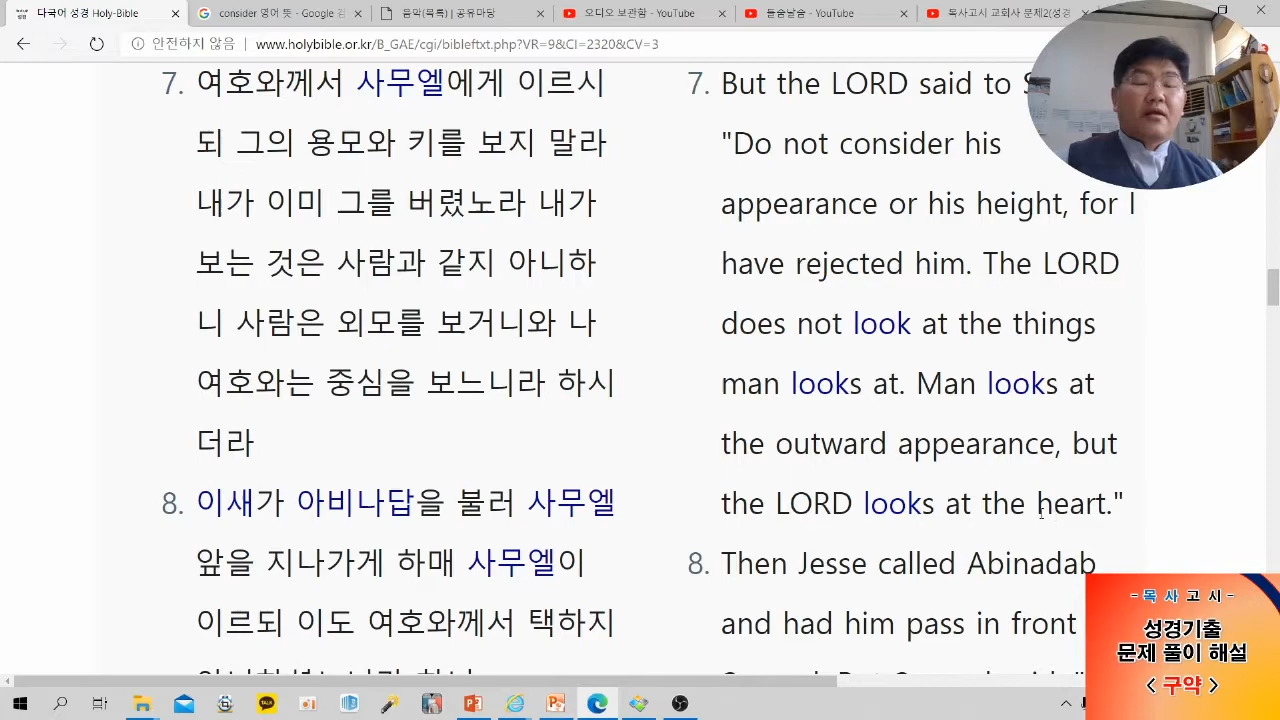 다국어 성경 Holy-Bible
consider 영어 뜻 - Google 검
음악(목록) | 공유마당
오디오 보관함 - YouTube
돌숨날숨 - YouTube
목사고시 교회사 문제2(성경
안전하지 않음
www.holybible.or.kr/B_GAE/cgi/bibleftxt.php?VR=9&CI=2320&CV=3
7. 여호와께서 사무엘에게 이르시
되 그의 용모와 키를 보지 말라
내가 이미 그를 버렸노라 내가
보는 것은 사람과 같지 아니하
니 사람은 외모를 보거니와 나
여호와는 중심을 보느니라 하시
더라
8. 이새가 아비나답을 불러 사무엘
앞을 지나가게 하매 사무엘이
이르되 이도 여호와께서 택하지
7. But the LORD said to
"Do not consider his
appearance or his height, for I
have rejected him. The LORD
does not look at the things
man looks at. Man looks at
the outward appearance, but
the LORD looks at the heart."
8. Then Jesse called Abinadab
and had him pass in front
- 목 사 고 시 -
성경기출
문제 풀이 해설
< 구약 >